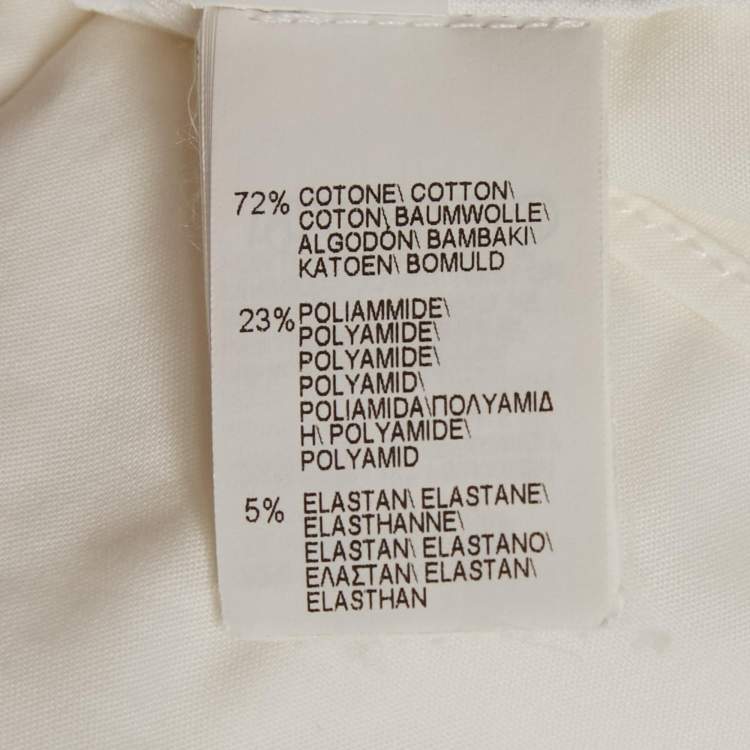 72% COTONE\ COTTON\
COTON\ BAUMWOLLE\
ALGODÓN\ BAMBAKI\
KATOEN\ BOMULD
23% POLIAMMIDE\
POLYAMIDE\
POLYAMIDE\
POLYAMID\
POLIAMIDA\ΠΟΛΥΑΜΙΔ
Η\ POLYAMIDE\
POLYAMID
5% ELASTAN\ ELASTANE\
ELASTHANNE\
ELASTAN\ ELASTANO\
ΕΛΑΣΤΑΝ\ ELASTAN\
ELASTHAN